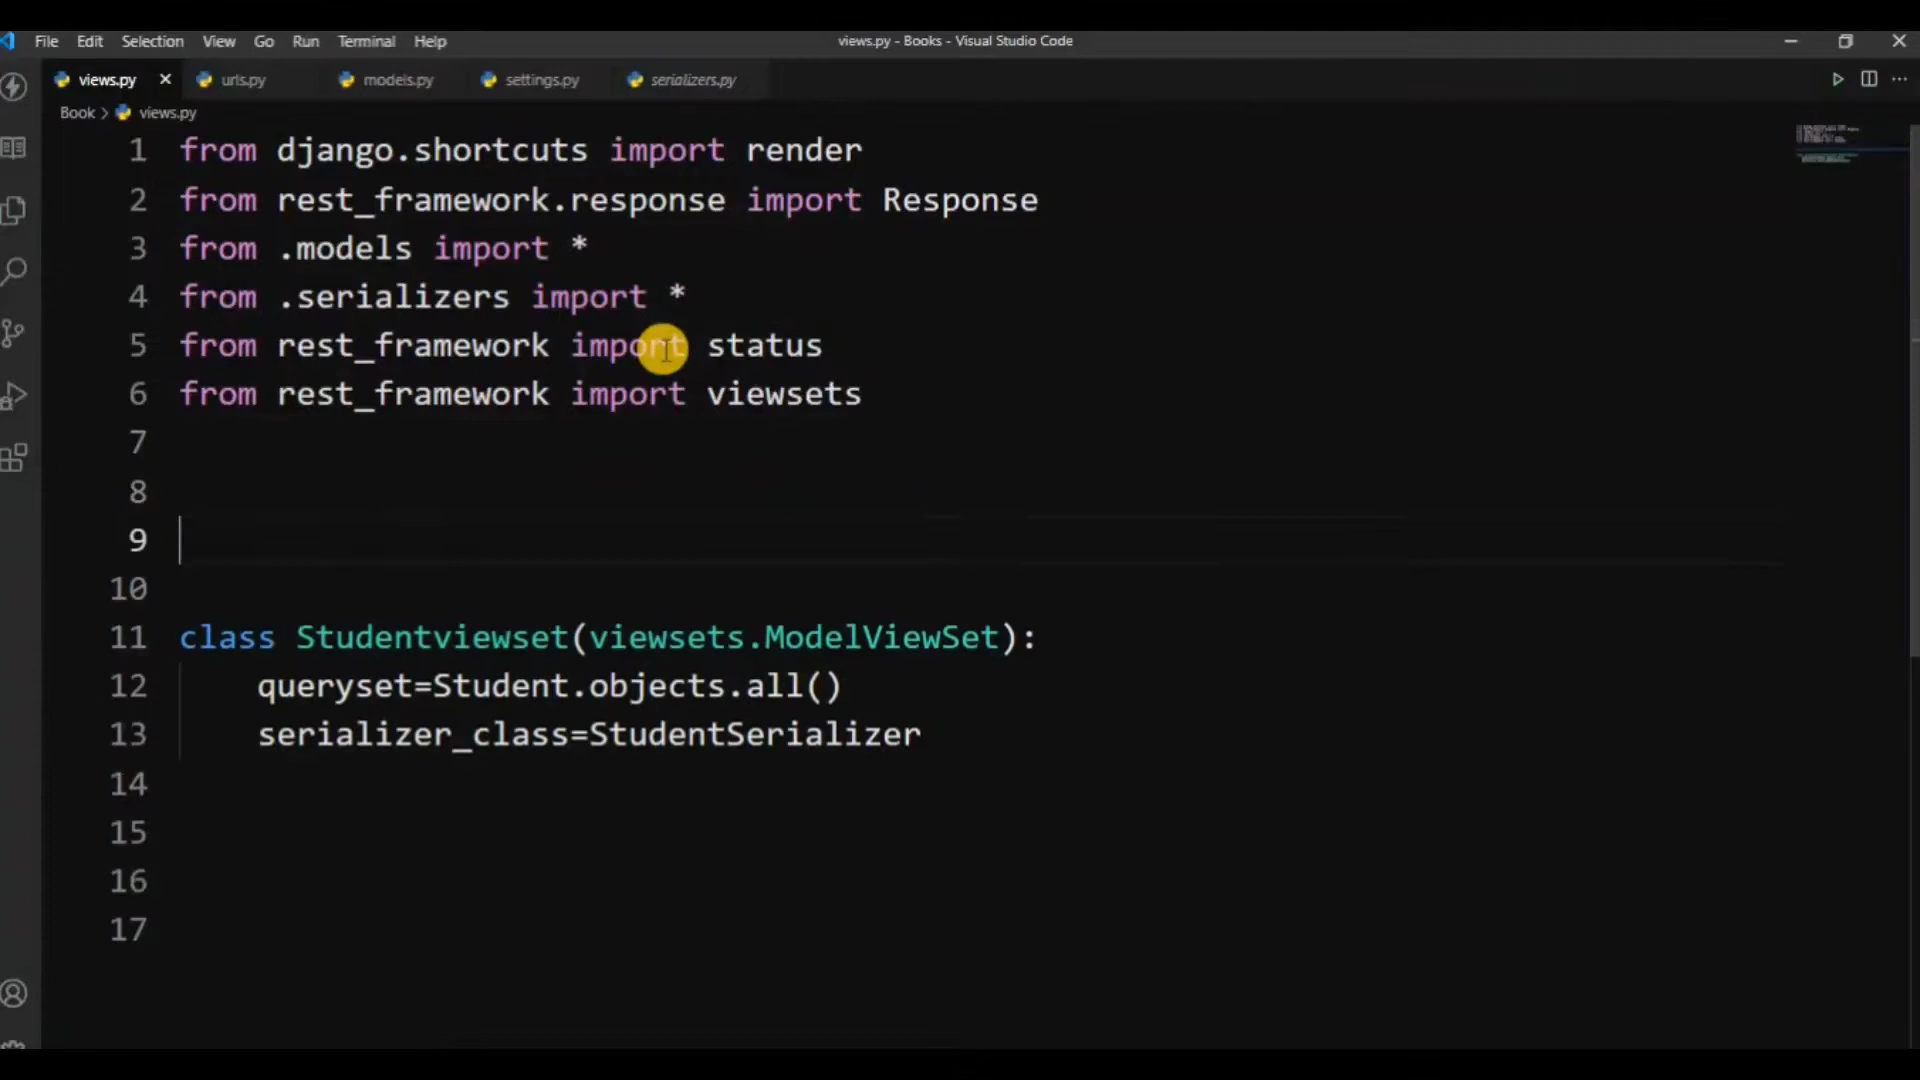 File Edit Selection View Go Run Terminal Help
views.py - Books - Visual Studio Code
views.py urls.py models.py settings.py serializers.py
Book > views.py
1 from django.shortcuts import render
2 from rest_framework.response import Response
3 from .models import *
4 from .serializers import *
5 from rest_framework import status
6 from rest_framework import viewsets
7
8
9
10
11 class Studentviewset(viewsets.ModelViewSet):
12 queryset=Student.objects.all()
13 serializer_class=StudentSerializer
14
15
16
17